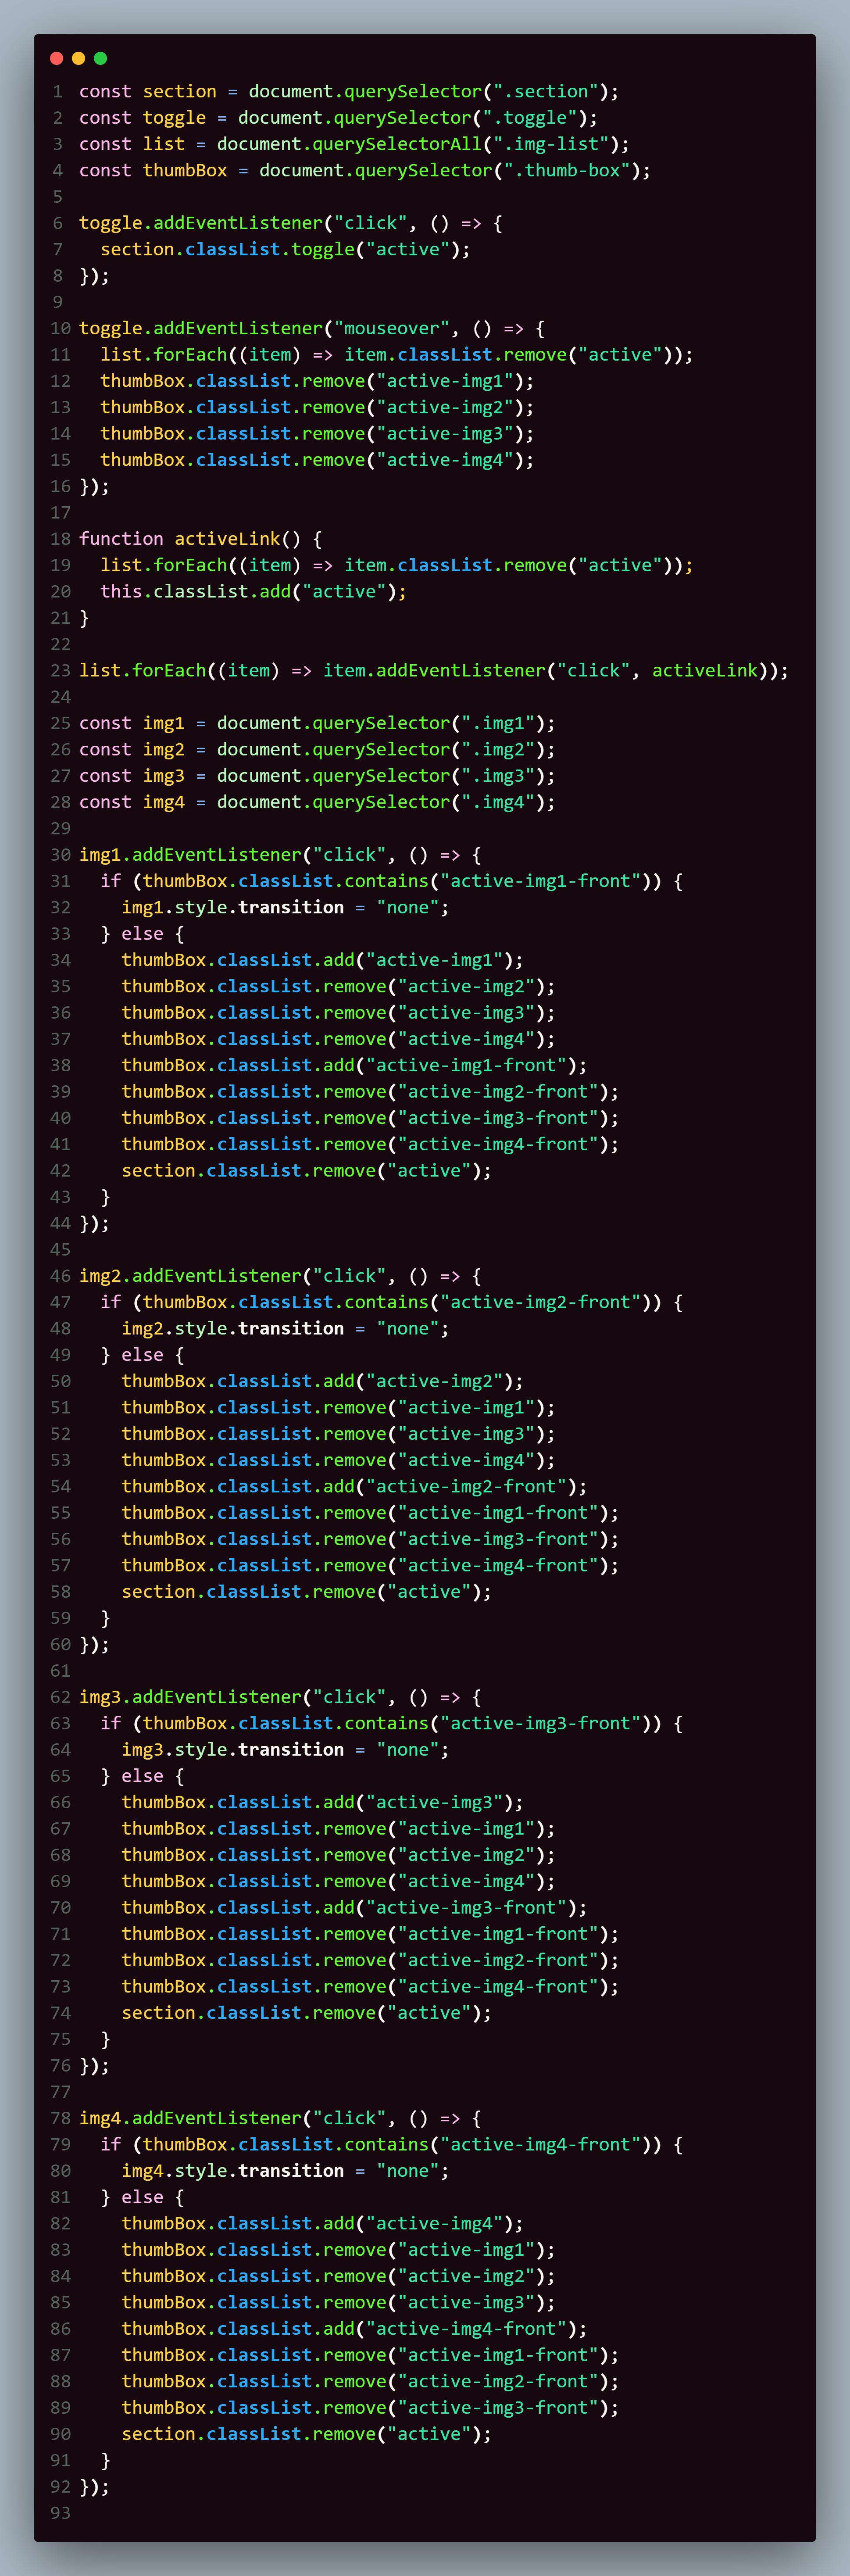 1 const section = document.querySelector(".section");
2 const toggle = document.querySelector(".toggle");
3 const list = document.querySelectorAll(".img-list");
4 const thumbBox = document.querySelector(".thumb-box");
5
6 toggle.addEventListener("click", () => {
7   section.classList.toggle("active");
8 });
9
10 toggle.addEventListener("mouseover", () => {
11   list.forEach((item) => item.classList.remove("active"));
12   thumbBox.classList.remove("active-img1");
13   thumbBox.classList.remove("active-img2");
14   thumbBox.classList.remove("active-img3");
15   thumbBox.classList.remove("active-img4");
16 });
17
18 function activeLink() {
19   list.forEach((item) => item.classList.remove("active"));
20   this.classList.add("active");
21 }
22
23 list.forEach((item) => item.addEventListener("click", activeLink));
24
25 const img1 = document.querySelector(".img1");
26 const img2 = document.querySelector(".img2");
27 const img3 = document.querySelector(".img3");
28 const img4 = document.querySelector(".img4");
29
30 img1.addEventListener("click", () => {
31   if (thumbBox.classList.contains("active-img1-front")) {
32     img1.style.transition = "none";
33   } else {
34     thumbBox.classList.add("active-img1");
35     thumbBox.classList.remove("active-img2");
36     thumbBox.classList.remove("active-img3");
37     thumbBox.classList.remove("active-img4");
38     thumbBox.classList.add("active-img1-front");
39     thumbBox.classList.remove("active-img2-front");
40     thumbBox.classList.remove("active-img3-front");
41     thumbBox.classList.remove("active-img4-front");
42     section.classList.remove("active");
43   }
44 });
45
46 img2.addEventListener("click", () => {
47   if (thumbBox.classList.contains("active-img2-front")) {
48     img2.style.transition = "none";
49   } else {
50     thumbBox.classList.add("active-img2");
51     thumbBox.classList.remove("active-img1");
52     thumbBox.classList.remove("active-img3");
53     thumbBox.classList.remove("active-img4");
54     thumbBox.classList.add("active-img2-front");
55     thumbBox.classList.remove("active-img1-front");
56     thumbBox.classList.remove("active-img3-front");
57     thumbBox.classList.remove("active-img4-front");
58     section.classList.remove("active");
59   }
60 });
61
62 img3.addEventListener("click", () => {
63   if (thumbBox.classList.contains("active-img3-front")) {
64     img3.style.transition = "none";
65   } else {
66     thumbBox.classList.add("active-img3");
67     thumbBox.classList.remove("active-img1");
68     thumbBox.classList.remove("active-img2");
69     thumbBox.classList.remove("active-img4");
70     thumbBox.classList.add("active-img3-front");
71     thumbBox.classList.remove("active-img1-front");
72     thumbBox.classList.remove("active-img2-front");
73     thumbBox.classList.remove("active-img4-front");
74     section.classList.remove("active");
75   }
76 });
77
78 img4.addEventListener("click", () => {
79   if (thumbBox.classList.contains("active-img4-front")) {
80     img4.style.transition = "none";
81   } else {
82     thumbBox.classList.add("active-img4");
83     thumbBox.classList.remove("active-img1");
84     thumbBox.classList.remove("active-img2");
85     thumbBox.classList.remove("active-img3");
86     thumbBox.classList.add("active-img4-front");
87     thumbBox.classList.remove("active-img1-front");
88     thumbBox.classList.remove("active-img2-front");
89     thumbBox.classList.remove("active-img3-front");
90     section.classList.remove("active");
91   }
92 });
93